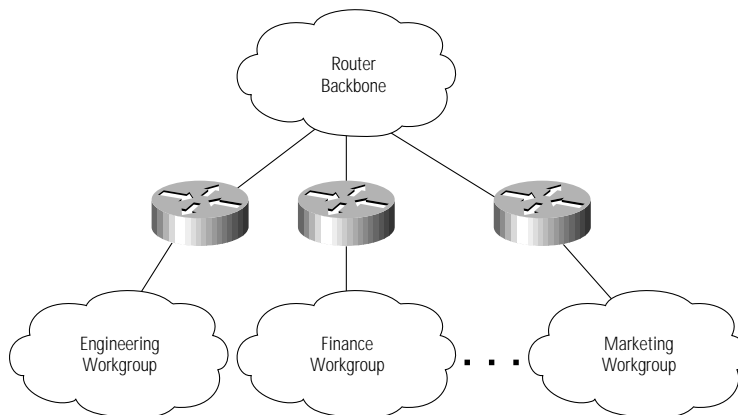 Router
Backbone
Engineering
Workgroup
Finance
Workgroup
Marketing
Workgroup